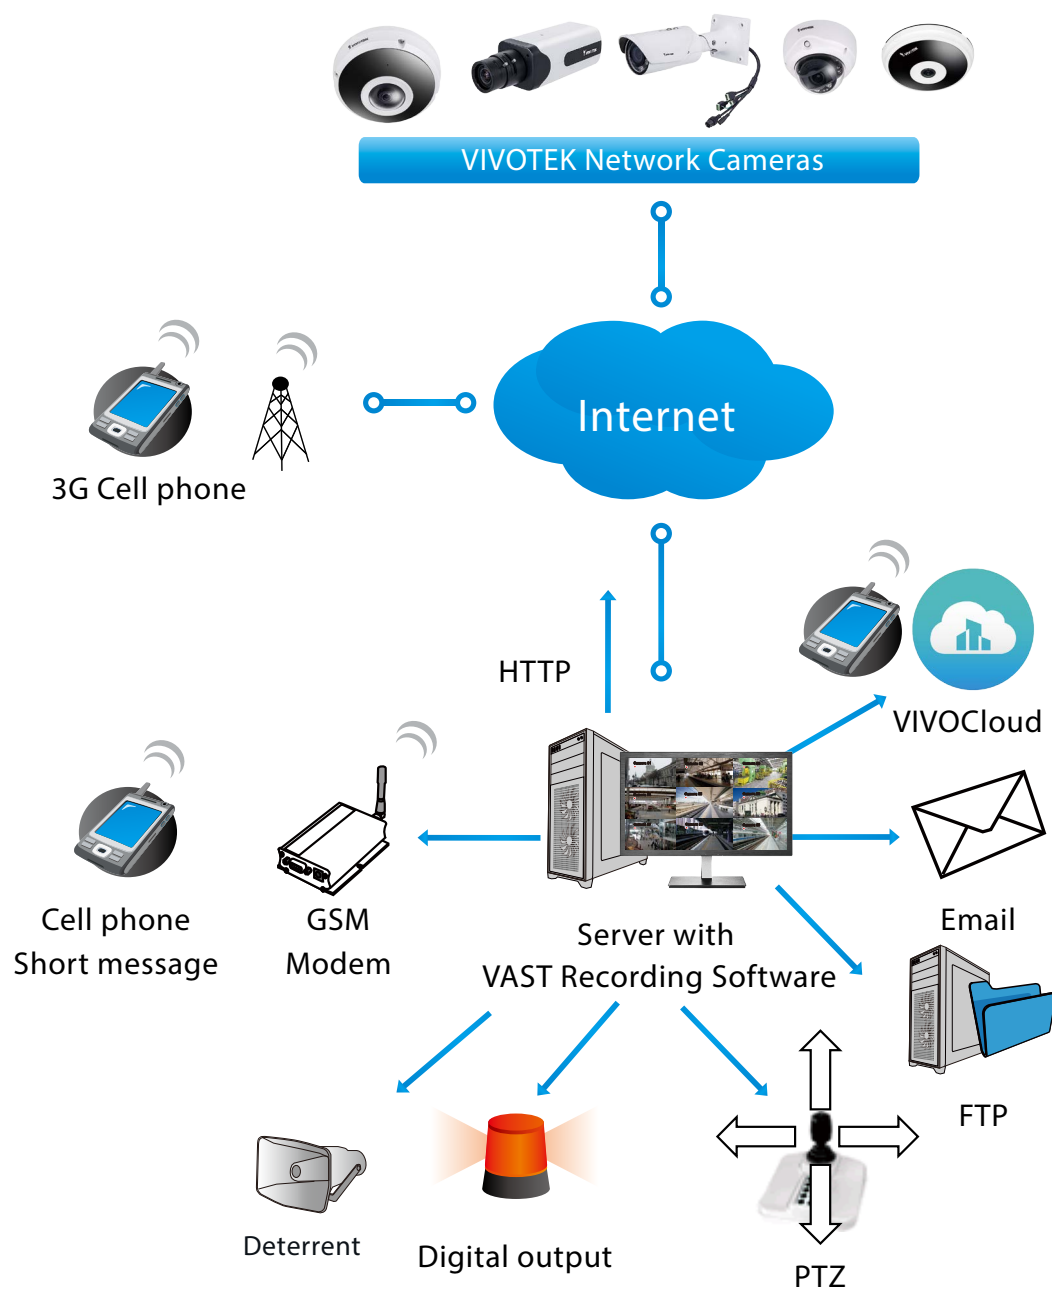 VIVOTEK Network Cameras
Internet
3G Cell phone
HTTP
VIVOCloud
Cell phone
Short message
GSM
Modem
Server with
VAST Recording Software
Email
FTP
Deterrent
Digital output
PTZ